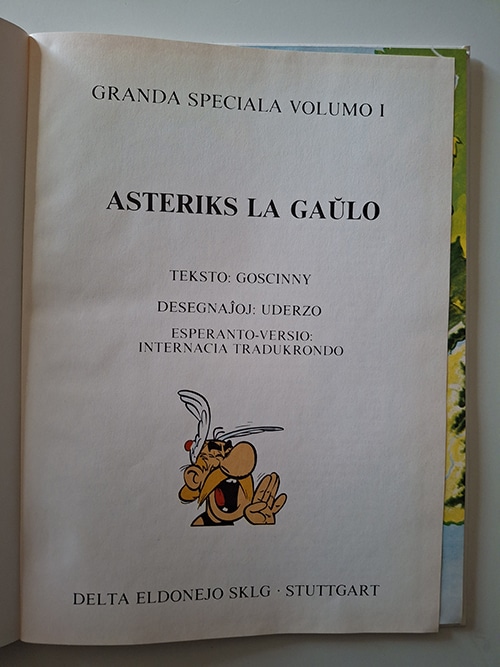 GRANDA SPECIALA VOLUMO I
ASTERIKS LA GAŬLO
TEKSTO: GOSCINNY
DESEGNAĴOJ: UDERZO
ESPERANTO-VERSIO:
INTERNACIA TRADUKRONDO
DELTA ELDONEJO SKLG · STUTTGART